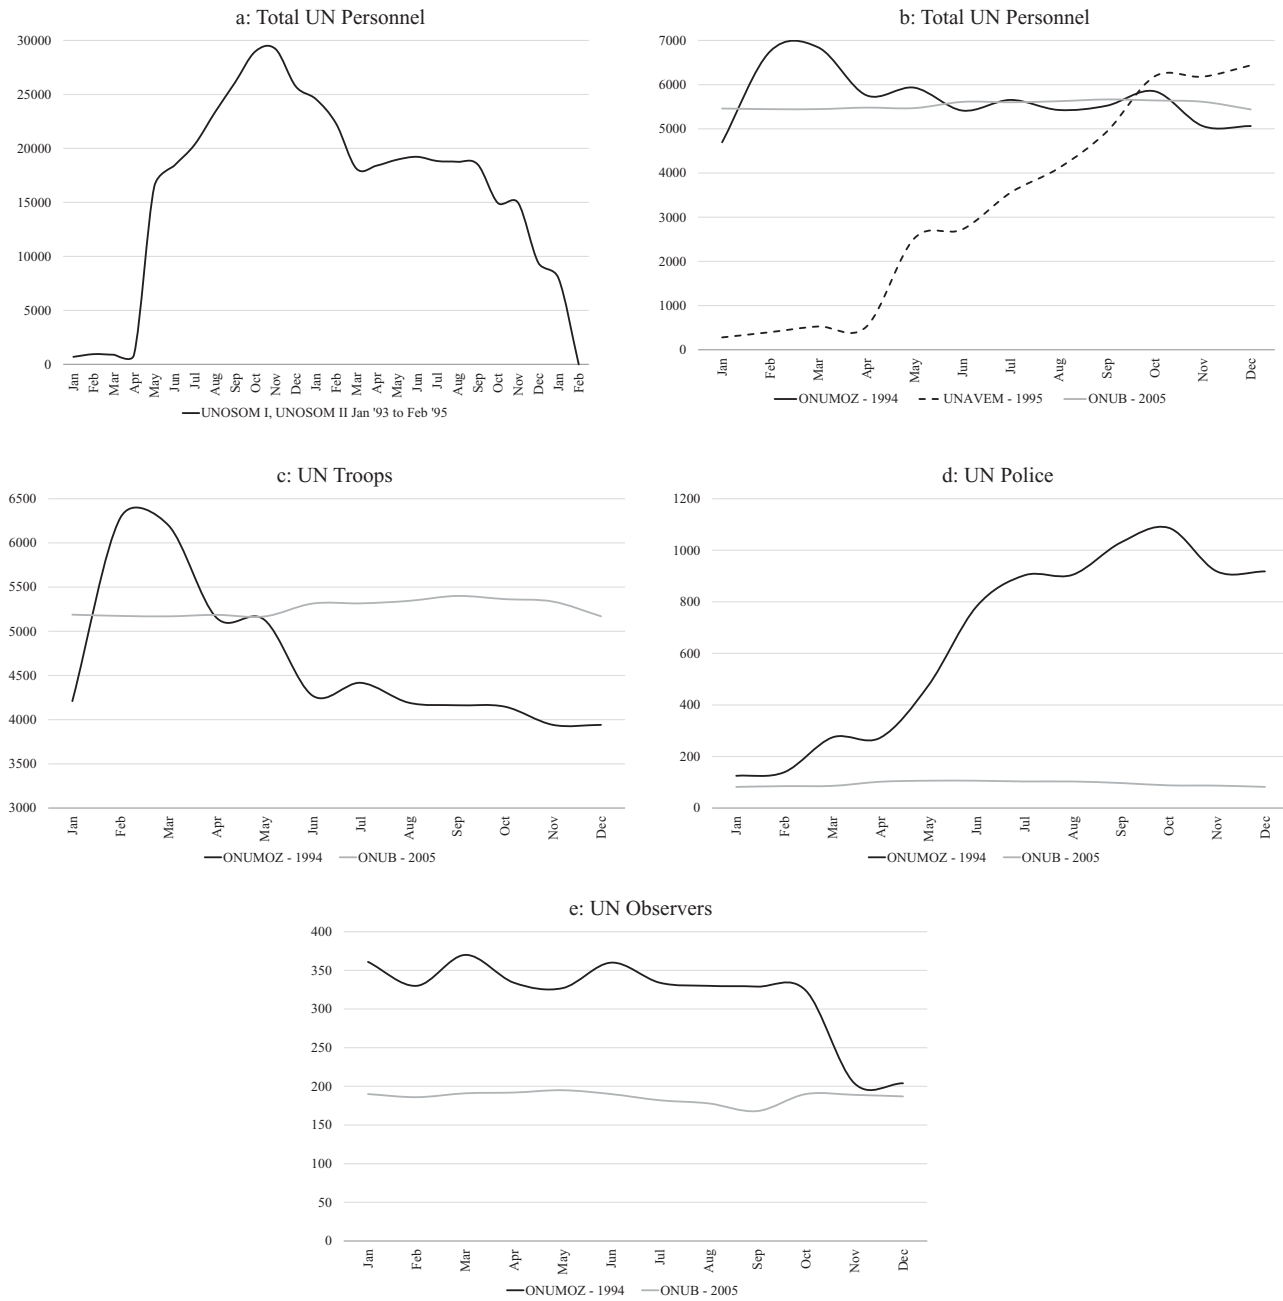 a: Total UN Personnel
30000
25000
20000
15000
10000
5000
0
Jan Feb Mar Apr May Jun Jul Aug Sep Oct Nov Dec Jan Feb Mar Apr May Jun Jul Aug Sep Oct Nov Dec Jan Feb
UNOSOM I, UNOSOM II Jan '93 to Feb '95
b: Total UN Personnel
7000
6000
5000
4000
3000
2000
1000
0
Jan Feb Mar Apr May Jun Jul Aug Sep Oct Nov Dec
ONUMOZ - 1994 UNAVEM - 1995 ONUB - 2005
c: UN Troops
6500
6000
5500
5000
4500
4000
3500
3000
Jan Feb Mar Apr May Jun Jul Aug Sep Oct Nov Dec
ONUMOZ - 1994 ONUB - 2005
d: UN Police
1200
1000
800
600
400
200
0
Jan Feb Mar Apr May Jun Jul Aug Sep Oct Nov Dec
ONUMOZ - 1994 ONUB - 2005
e: UN Observers
400
350
300
250
200
150
100
50
0
Jan Feb Mar Apr May Jun Jul Aug Sep Oct Nov Dec
ONUMOZ - 1994 ONUB - 2005